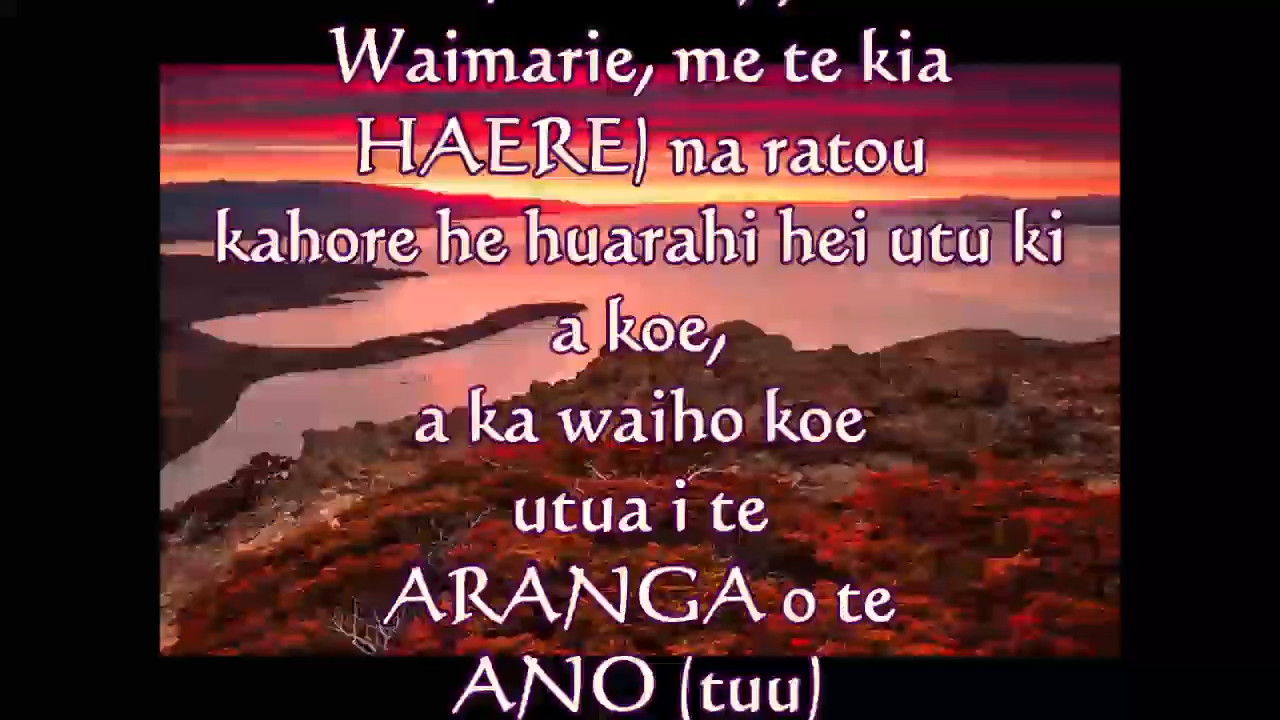 Waimarie, me te kia
HAERE) na ratou
kahore he huarahi hei utu ki
a koe,
a ka waiho koe
utua i te
ARANGA o te
ANO (tuu)